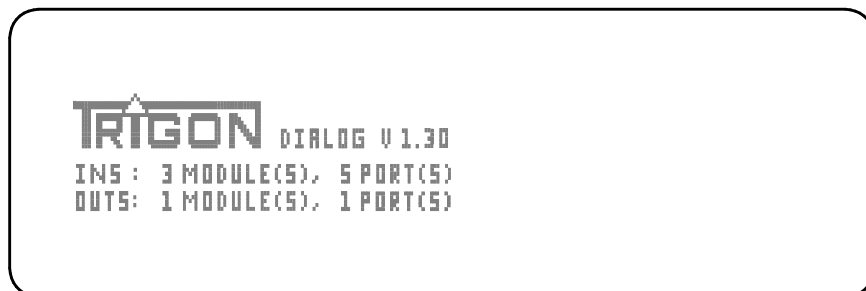 TRIGON DIALOG V 1.30
INS : 3 MODULE(S), 5 PORT(S)
OUTS: 1 MODULE(S), 1 PORT(S)